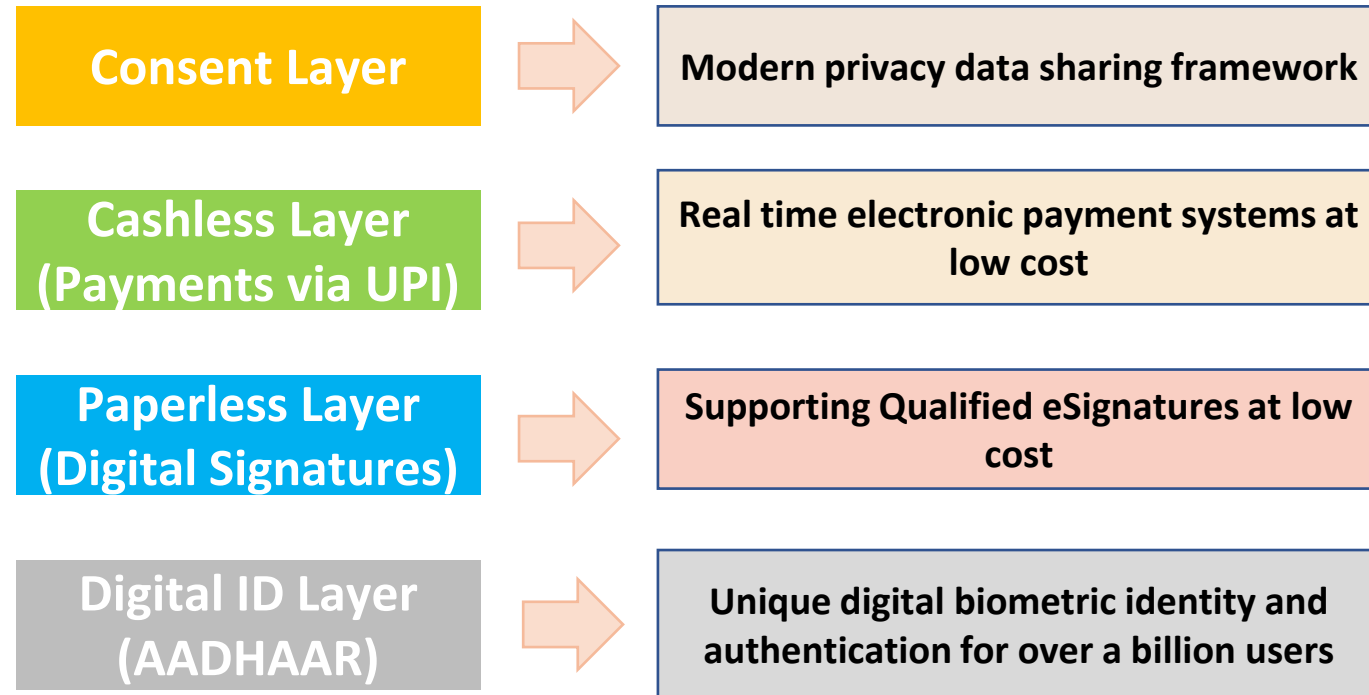 Consent Layer
Modern privacy data sharing framework
Cashless Layer
(Payments via UPI)
Real time electronic payment systems at
low cost
Paperless Layer
(Digital Signatures)
Supporting Qualified eSignatures at low
cost
Digital ID Layer
(AADHAAR)
Unique digital biometric identity and
authentication for over a billion users